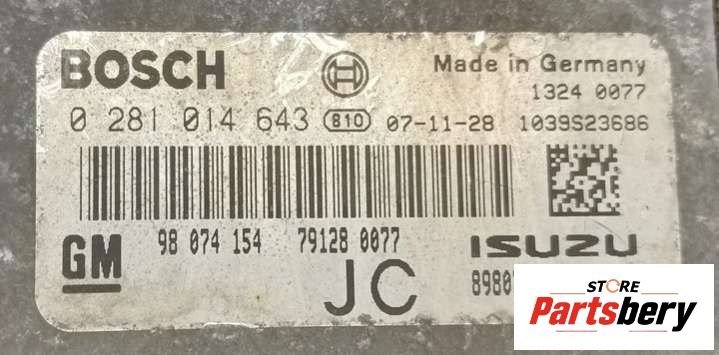 BOSCH Made in Germany
1324 0077
0 281 014 643 810 07-11-28 1039S23686
GM 98 074 154 79128 0077 ISUZU
JC 8980
STORE
Partsbery